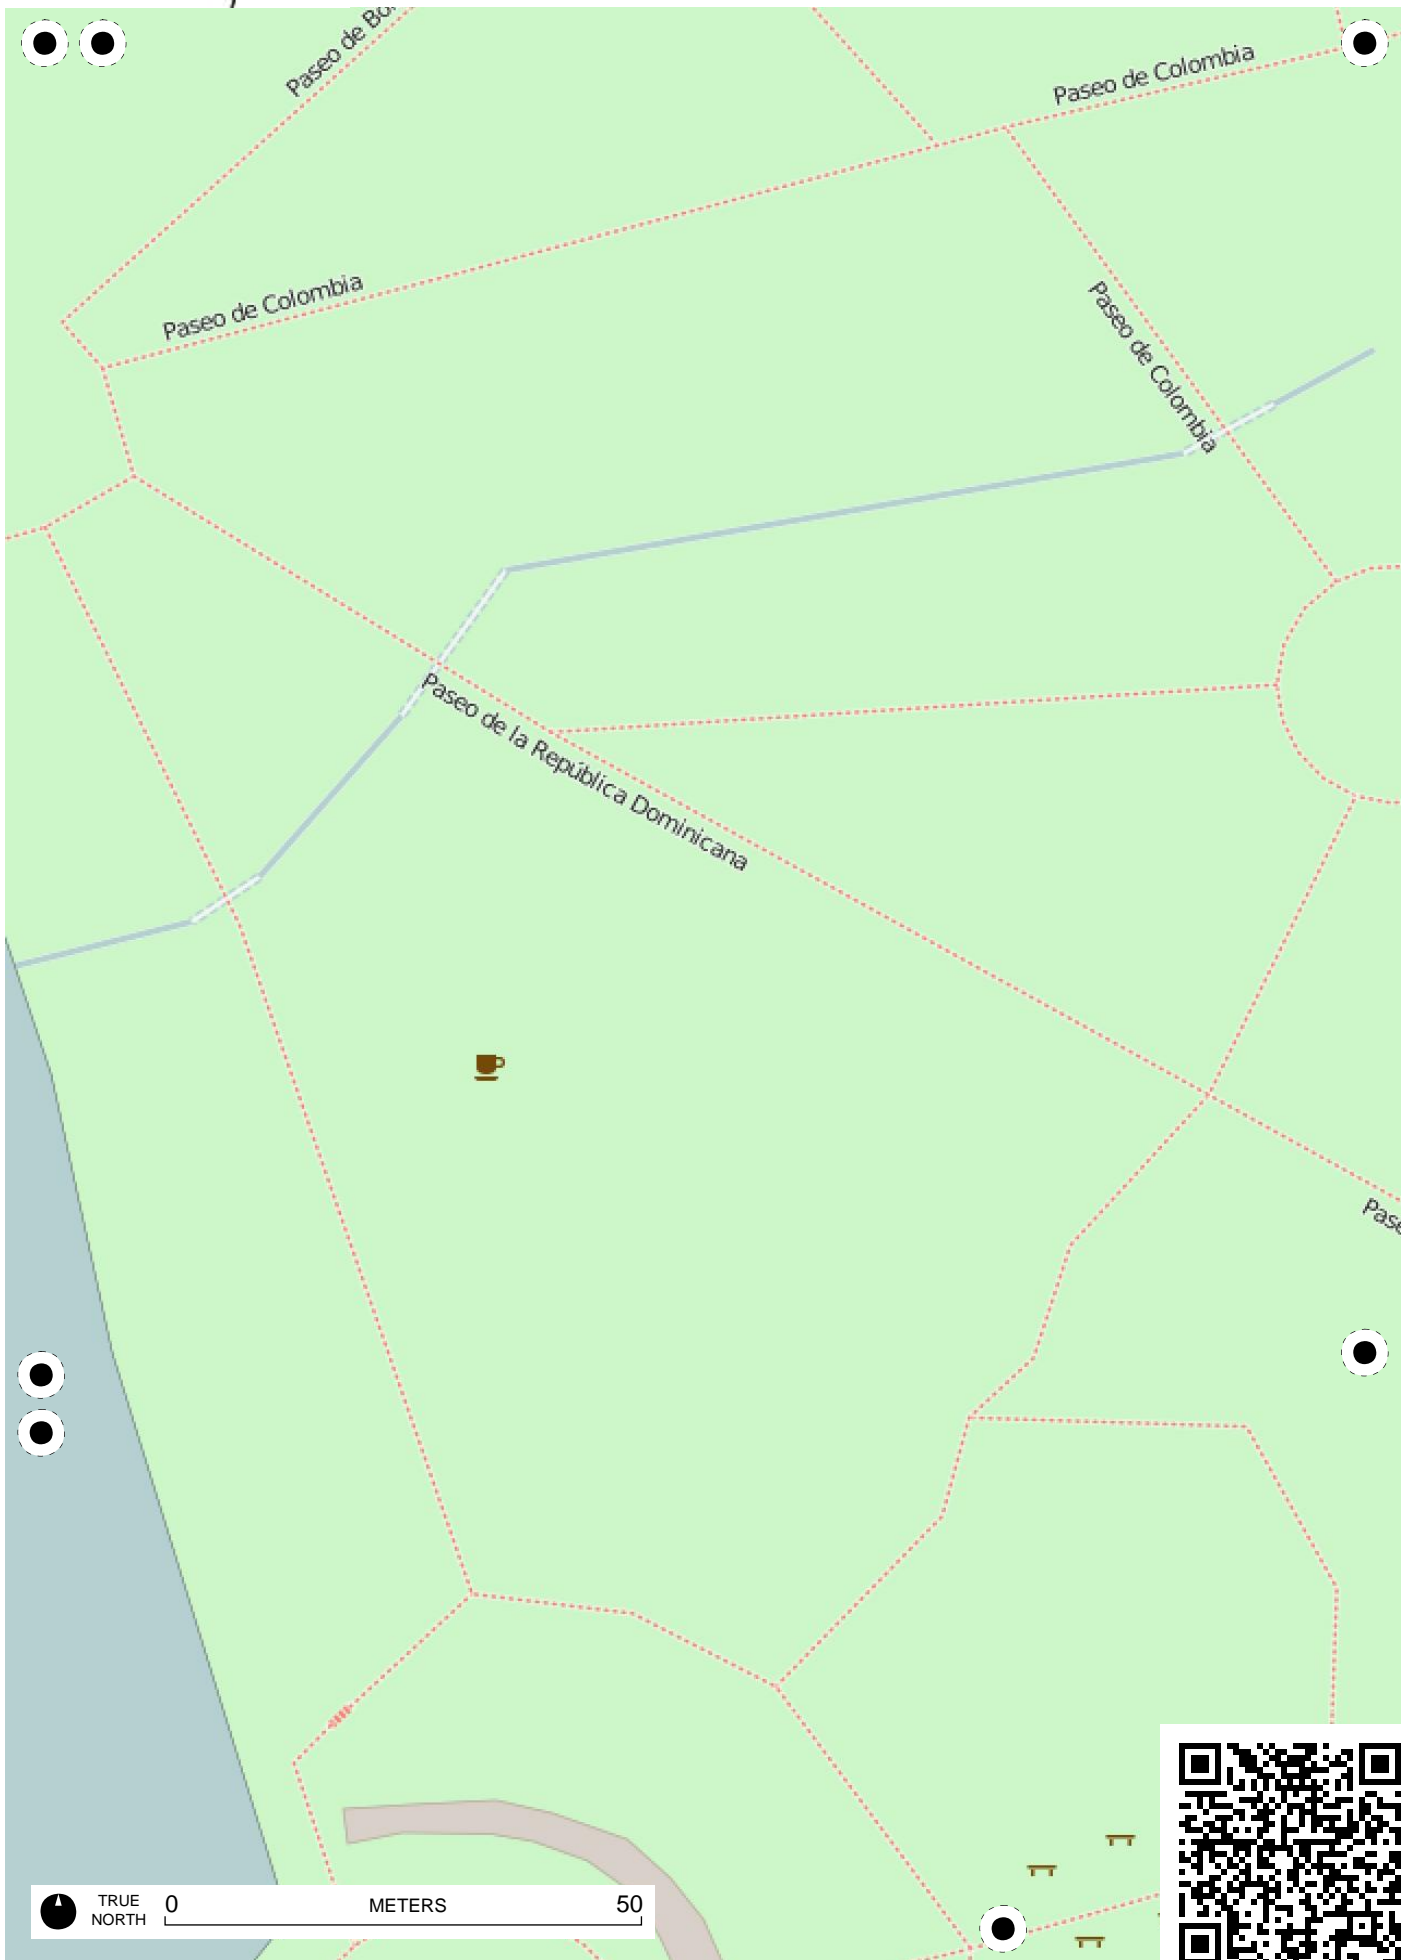 Paseo de Colombia
Paseo de Colombia
Paseo de Colombia
Paseo de la República Dominicana
TRUE
NORTH
0
METERS
50